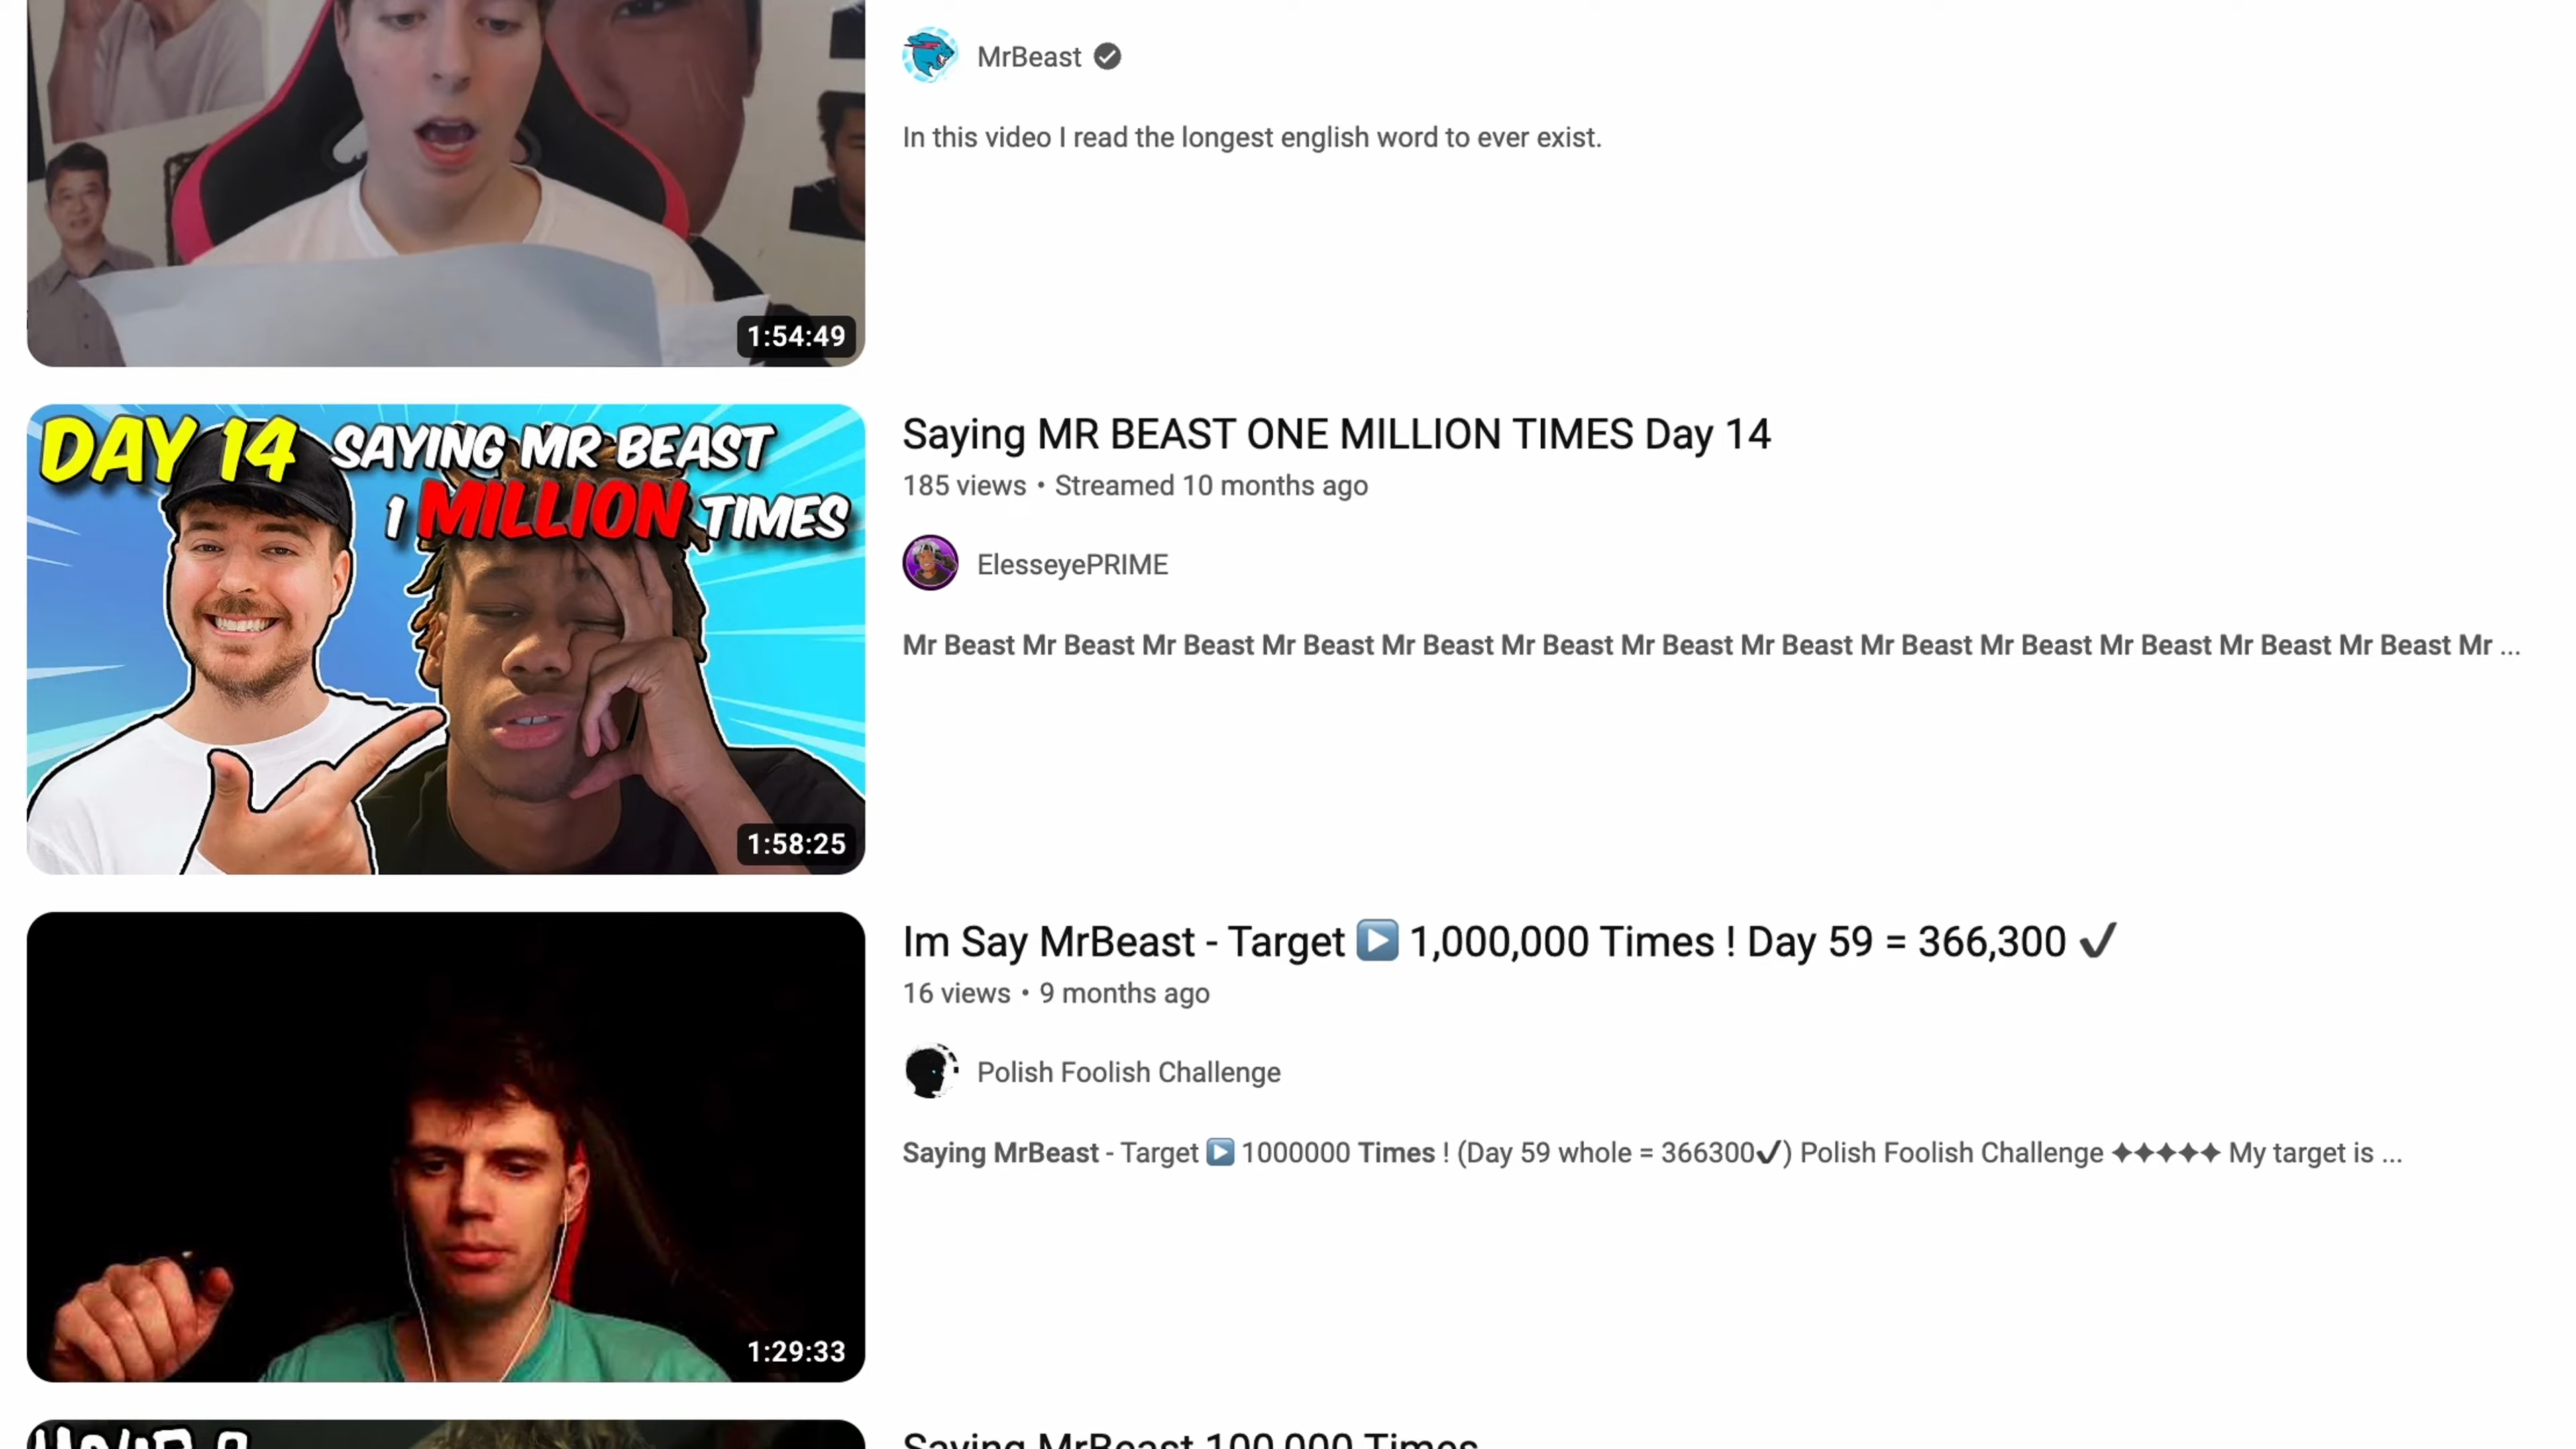 MrBeast
In this video I read the longest english word to ever exist.
1:54:49
DAY 14 SAYING MR BEAST
1 MILLION TIMES
1:58:25
Saying MR BEAST ONE MILLION TIMES Day 14
185 views • Streamed 10 months ago
ElesseyePRIME
Mr Beast Mr Beast Mr Beast Mr Beast Mr Beast Mr Beast Mr Beast Mr Beast Mr Beast Mr Beast Mr Beast Mr Beast Mr Beast Mr ...
1:29:33
Im Say MrBeast - Target ▶️ 1,000,000 Times ! Day 59 = 366,300 ✔
16 views • 9 months ago
Polish Foolish Challenge
Saying MrBeast - Target ▶️ 1000000 Times ! (Day 59 whole = 366300✔) Polish Foolish Challenge ✦✦✦✦✦ My target is ...
Saying MrBeast 100,000 Times